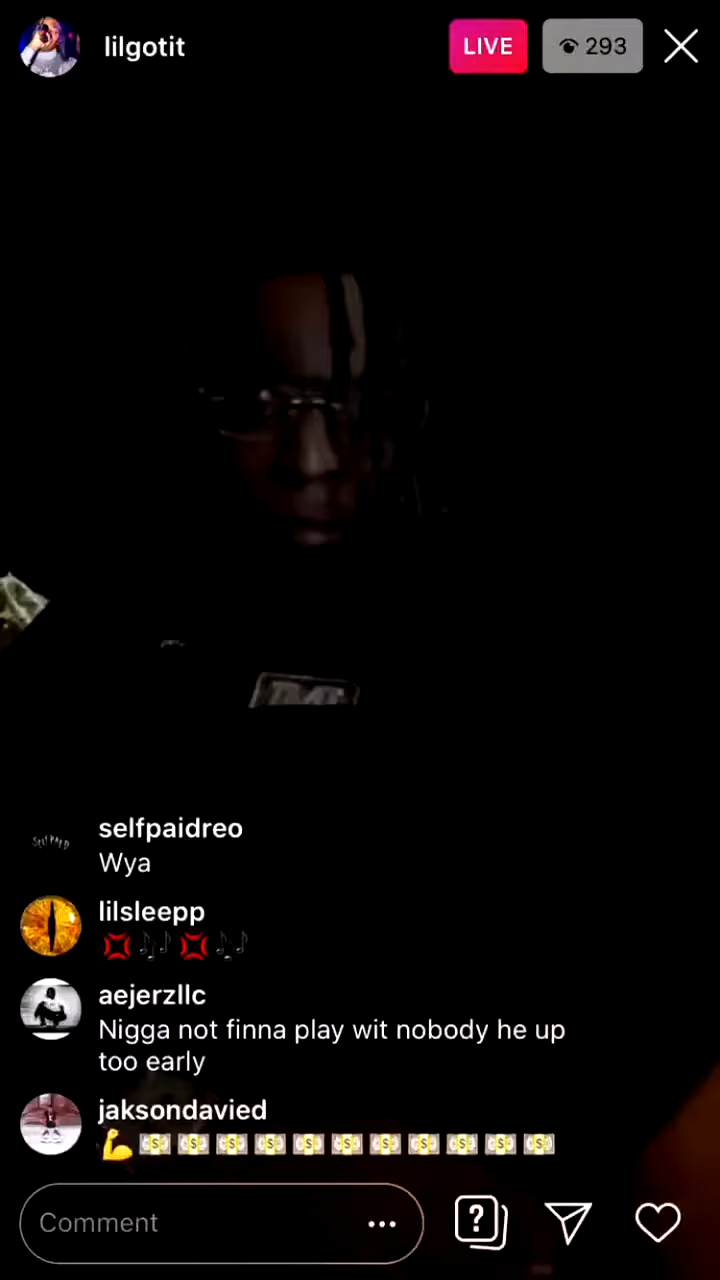 lilgotit
LIVE
293
selfpaidreo
Wya
lilsleepp
aejerzllc
Nigga not finna play wit nobody he up
too early
jaksondavied
Comment